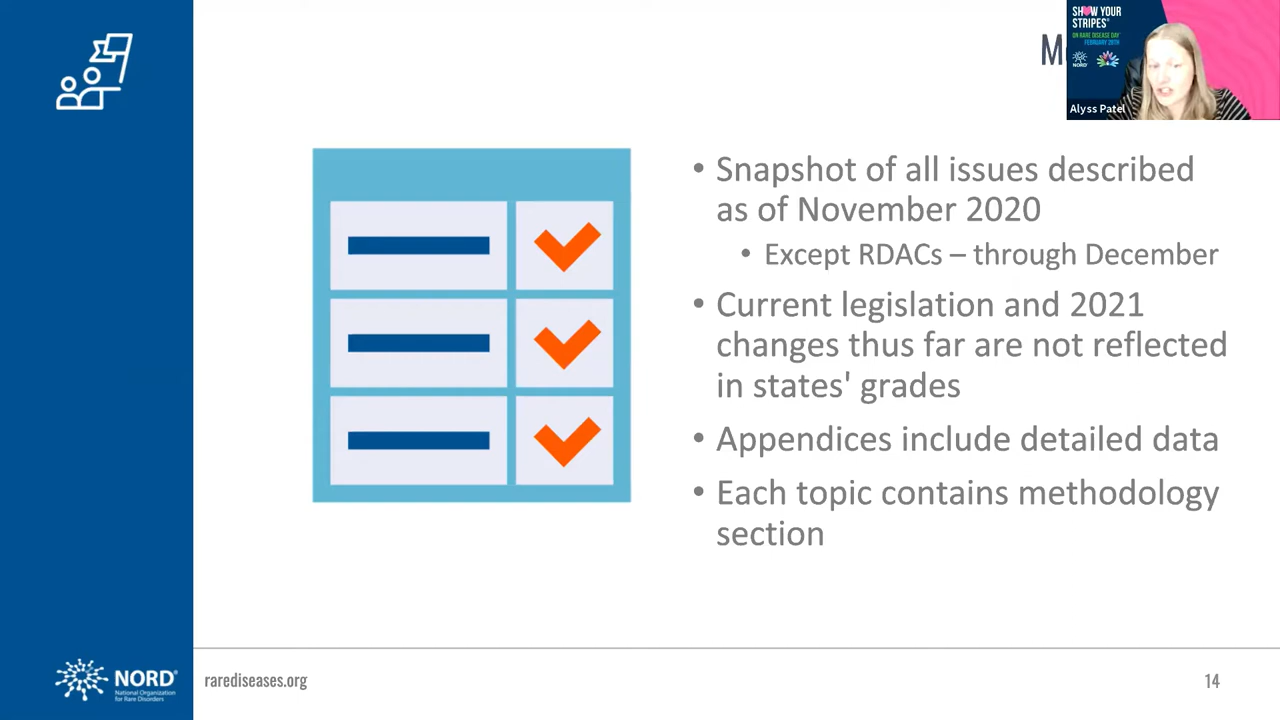 SHOW YOUR
STRIPES®
ON RARE DISEASE DAY®
FEBRUARY 28TH
NORD®
Alyss Patel
• Snapshot of all issues described
as of November 2020
• Except RDACs – through December
• Current legislation and 2021
changes thus far are not reflected
in states' grades
• Appendices include detailed data
• Each topic contains methodology
section
NORD®
National Organization
for Rare Disorders
rarediseases.org
14